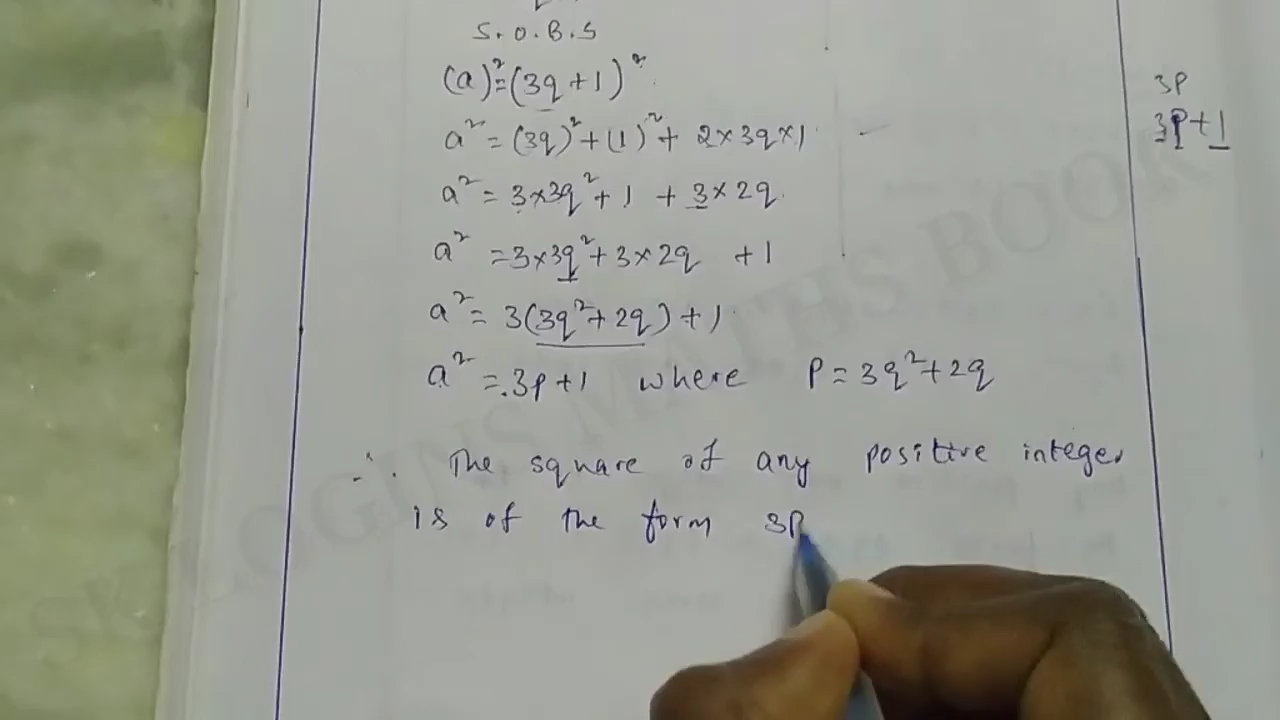 S.O.B.S
(a)² = (3q + 1)²
3P
a² = (3q)² + (1)² + 2 × 3q × 1
3P + 1
a² = 3 × 3q² + 1 + 3 × 2q
a² = 3 × 3q² + 3 × 2q + 1
a² = 3(3q² + 2q) + 1
a² = 3p + 1 where P = 3q² + 2q
∴ The square of any positive integer
is of the form 3P